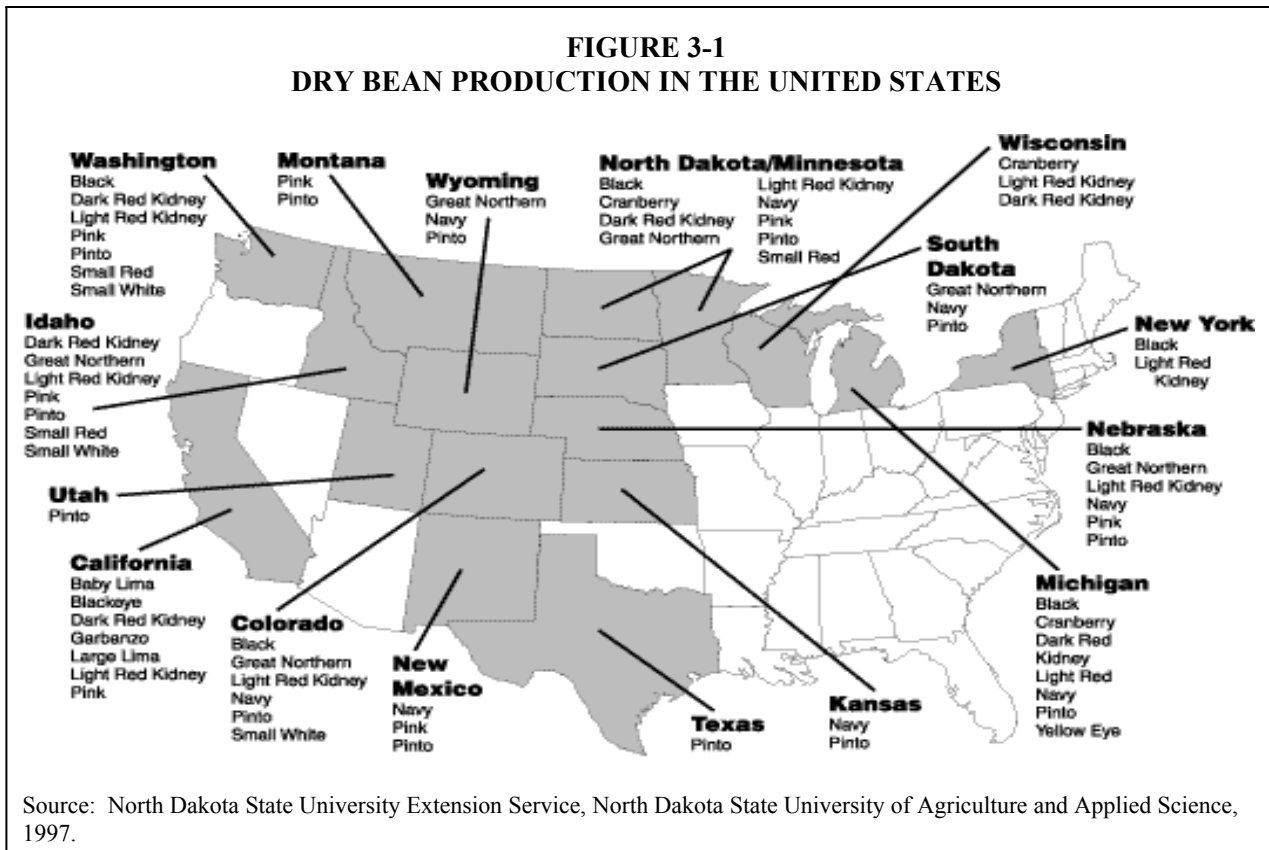 FIGURE 3-1
DRY BEAN PRODUCTION IN THE UNITED STATES
Washington
Black
Dark Red Kidney
Light Red Kidney
Pink
Pinto
Small Red
Small White
Montana
Pink
Pinto
Wyoming
Great Northern
Navy
Pinto
North Dakota/Minnesota
Black
Cranberry
Dark Red Kidney
Great Northern
Light Red Kidney
Navy
Pink
Pinto
Small Red
Wisconsin
Cranberry
Light Red Kidney
Dark Red Kidney
South
Dakota
Great Northern
Navy
Pinto
New York
Black
Light Red
Kidney
Idaho
Dark Red Kidney
Great Northern
Light Red Kidney
Pink
Pinto
Small Red
Small White
Nebraska
Black
Great Northern
Light Red Kidney
Navy
Pink
Pinto
Utah
Pinto
California
Baby Lima
Blackeye
Dark Red Kidney
Garbanzo
Large Lima
Light Red Kidney
Pink
Colorado
Black
Great Northern
Light Red Kidney
Navy
Pinto
Small White
New
Mexico
Navy
Pink
Pinto
Texas
Pinto
Kansas
Navy
Pinto
Michigan
Black
Cranberry
Dark Red
Kidney
Light Red
Navy
Pinto
Yellow Eye
Source: North Dakota State University Extension Service, North Dakota State University of Agriculture and Applied Science,
1997.